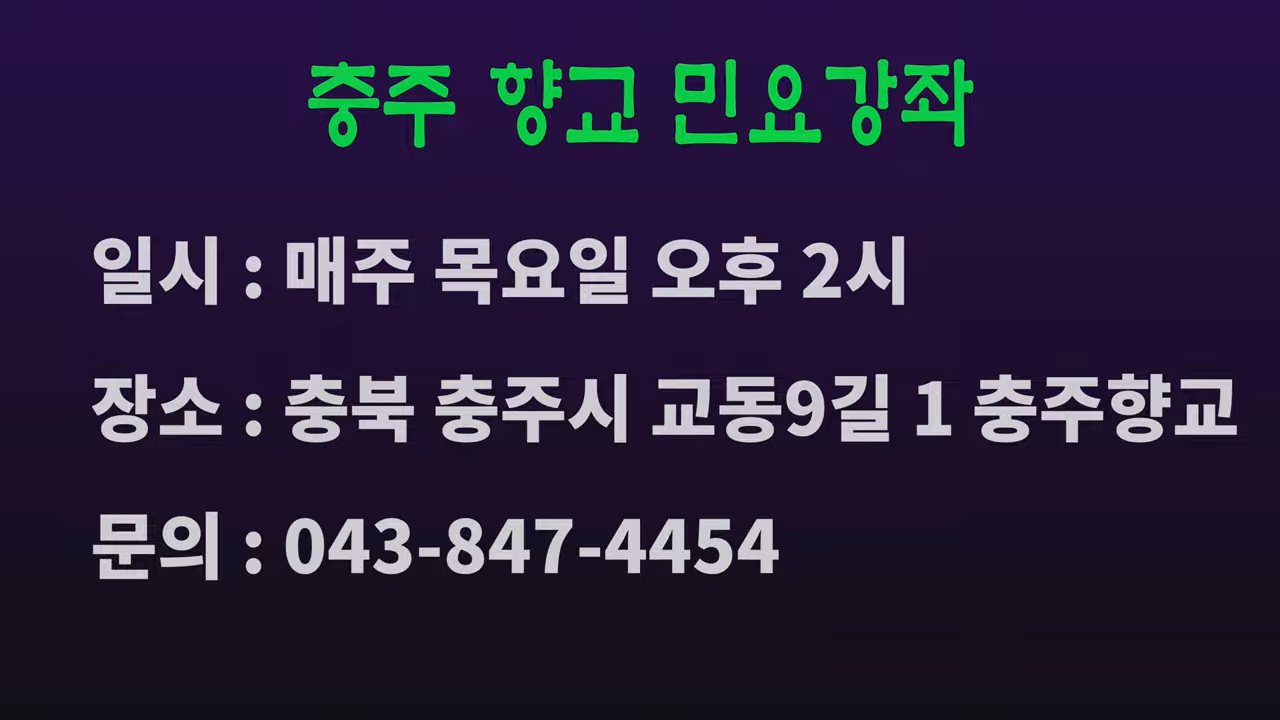 충주 향교 민요강좌
일시 : 매주 목요일 오후 2시
장소 : 충북 충주시 교동9길 1 충주향교
문의 : 043-847-4454